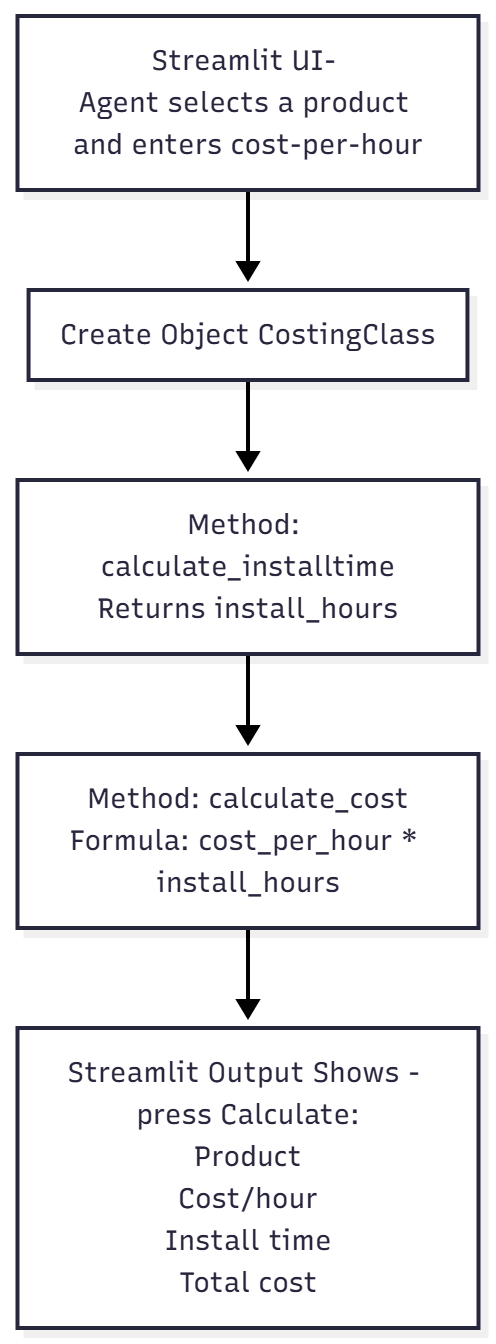 Streamlit UI-
Agent selects a product
and enters cost-per-hour
Create Object CostingClass
Method:
calculate_installtime
Returns install_hours
Method: calculate_cost
Formula: cost_per_hour *
install_hours
Streamlit Output Shows -
press Calculate:
Product
Cost/hour
Install time
Total cost